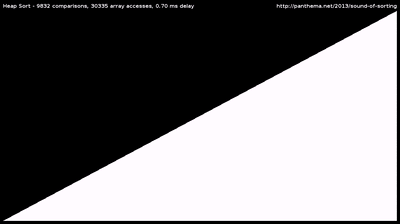 Heap Sort - 9832 comparisons, 30335 array accesses, 0.70 ms delay
http://panthema.net/2013/sound-of-sorting